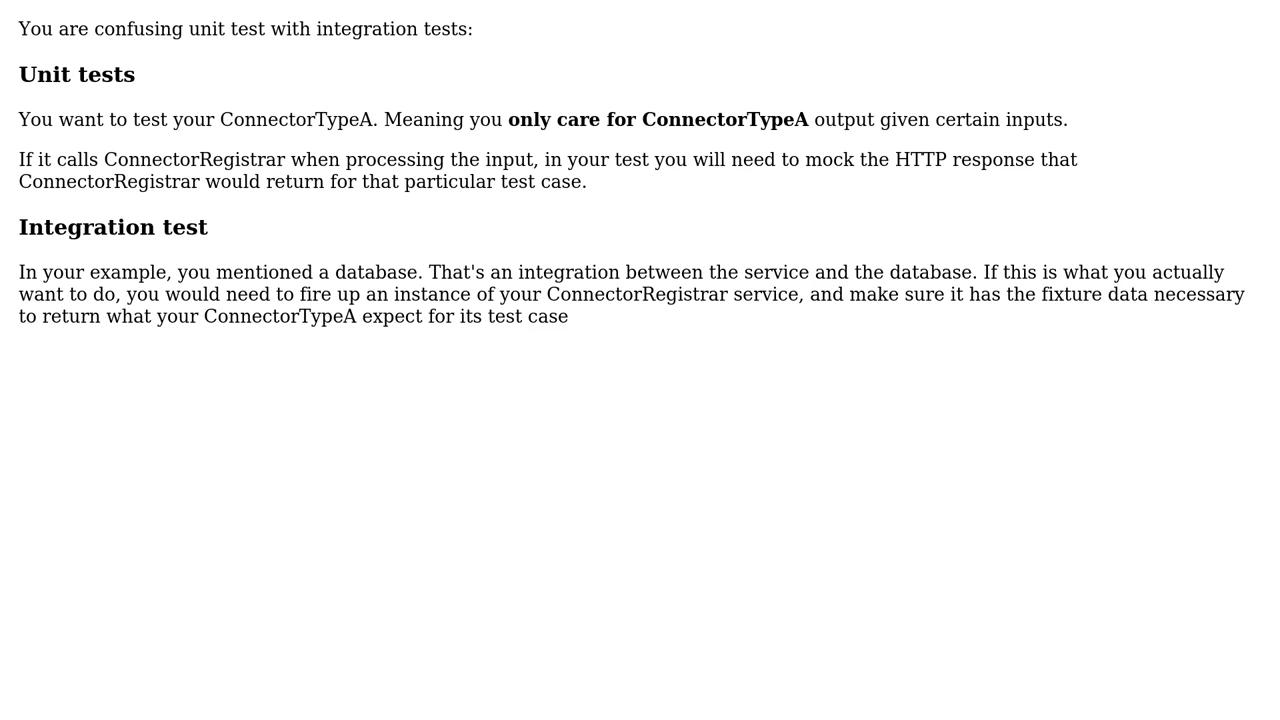 You are confusing unit test with integration tests:
Unit tests
You want to test your ConnectorTypeA. Meaning you only care for ConnectorTypeA output given certain inputs.
If it calls ConnectorRegistrar when processing the input, in your test you will need to mock the HTTP response that
ConnectorRegistrar would return for that particular test case.
Integration test
In your example, you mentioned a database. That's an integration between the service and the database. If this is what you actually
want to do, you would need to fire up an instance of your ConnectorRegistrar service, and make sure it has the fixture data necessary
to return what your ConnectorTypeA expect for its test case